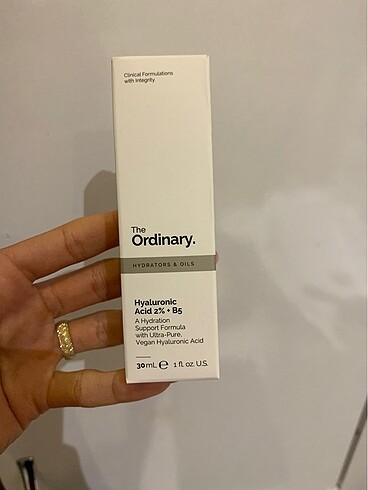 Clinical Formulations
with Integrity.
The
Ordinary.
HYDRATORS & OILS
Hyaluronic
Acid 2% + B5
A Hydration
Support Formula
with Ultra-Pure,
Vegan Hyaluronic Acid
30mL ℮ 1 fl. oz. U.S.